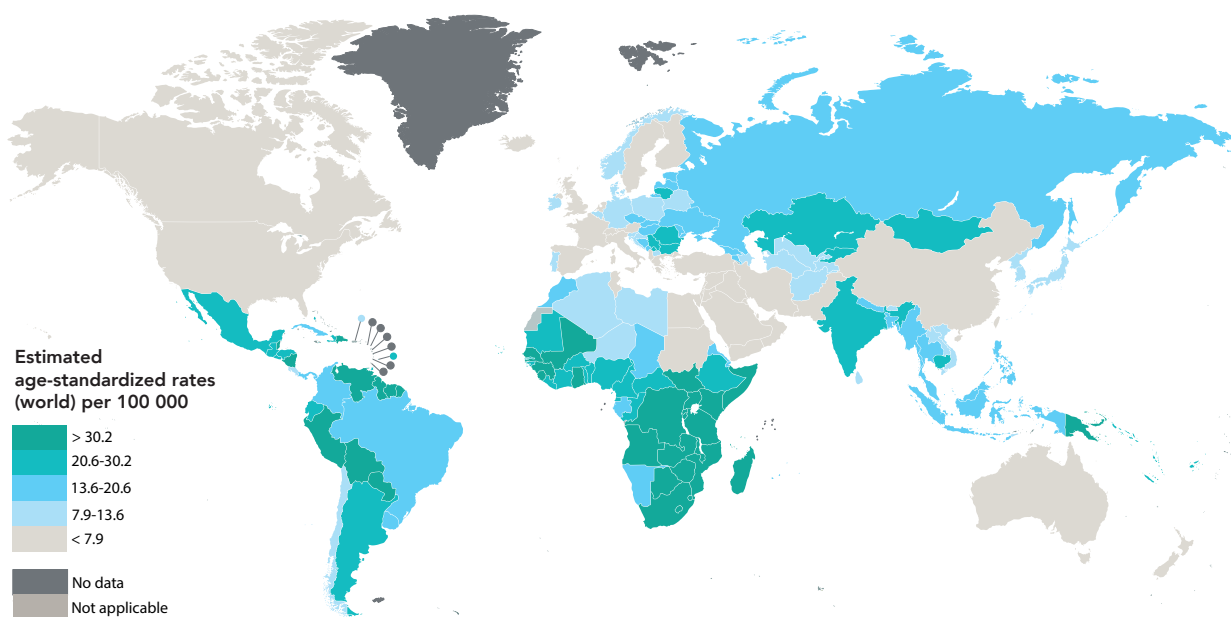 Estimated
age-standardized rates
(world) per 100 000
> 30.2
20.6-30.2
13.6-20.6
7.9-13.6
< 7.9
No data
Not applicable